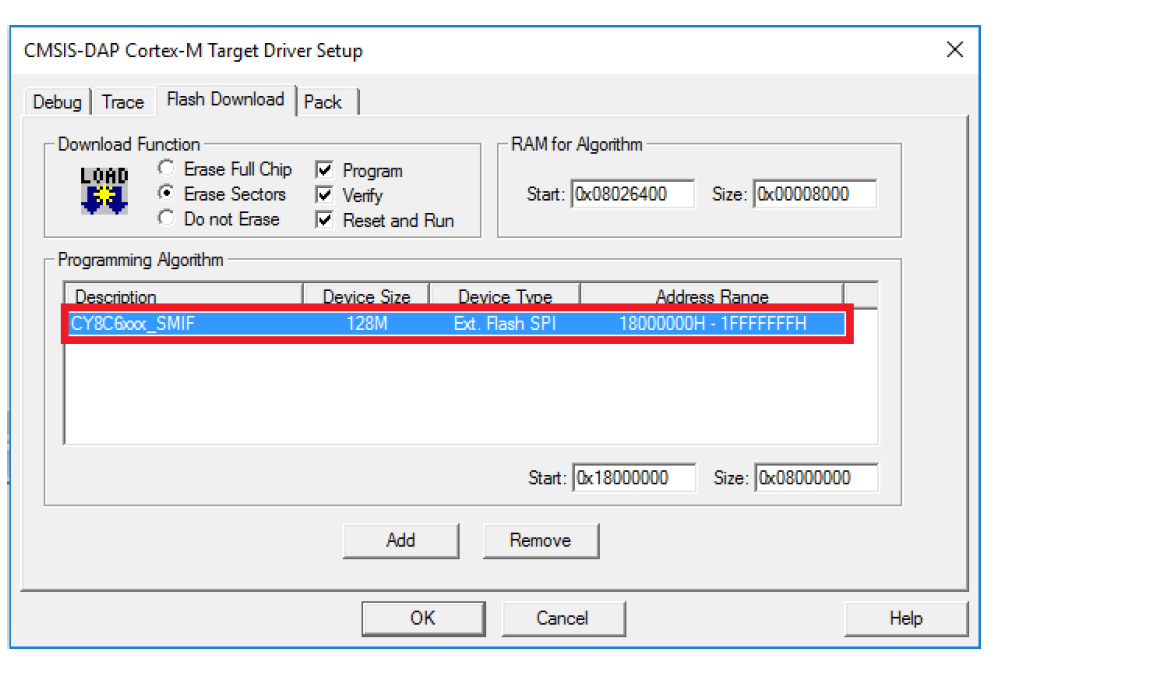 CMSIS-DAP Cortex-M Target Driver Setup
Debug Trace Flash Download Pack
Download Function
LOAD
Erase Full Chip
Erase Sectors
Do not Erase
Program
Verify
Reset and Run
RAM for Algorithm
Start: 0x08026400 Size: 0x00008000
Programming Algorithm
Description Device Size Device Type Address Range
CY8C6xxx_SMIF 128M Ext. Flash SPI 18000000H - 1FFFFFFFH
Start: 0x18000000 Size: 0x08000000
Add Remove
OK Cancel Help